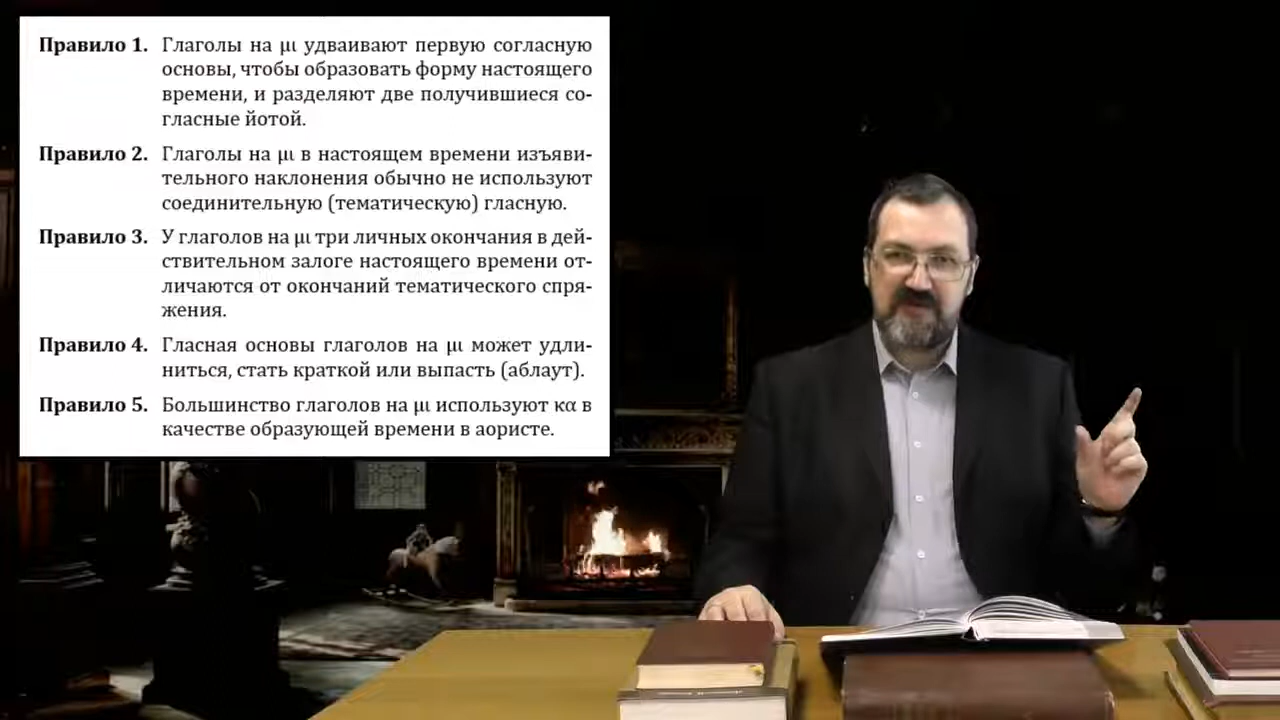 Правило 1. Глаголы на μι удваивают первую согласную
основы, чтобы образовать форму настоящего
времени, и разделяют две получившиеся со-
гласные йотой.
Правило 2. Глаголы на μι в настоящем времени изъяви-
тельного наклонения обычно не используют
соединительную (тематическую) гласную.
Правило 3. У глаголов на μι три личных окончания в дей-
ствительном залоге настоящего времени от-
личаются от окончаний тематического спря-
жения.
Правило 4. Гласная основы глаголов на μι может удли-
ниться, стать краткой или выпасть (аблаут).
Правило 5. Большинство глаголов на μι используют κα в
качестве образующей времени в аористе.